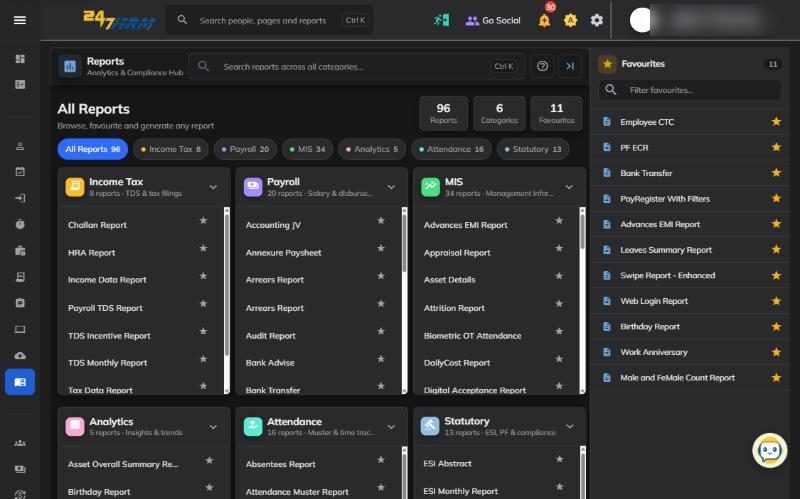 247HRM
Search people, pages and reports
Ctrl K
Go Social
30
Reports
Analytics & Compliance Hub
Search reports across all categories...
Ctrl K
All Reports
Browse, favourite and generate any report
96
Reports
6
Categories
11
Favourites
All Reports 96
Income Tax 8
Payroll 20
MIS 34
Analytics 5
Attendance 16
Statutory 13
Income Tax
8 reports · TDS & tax filings
Challan Report
HRA Report
Income Data Report
Payroll TDS Report
TDS Incentive Report
TDS Monthly Report
Tax Data Report
Payroll
20 reports · Salary & disburse...
Accounting JV
Annexure Paysheet
Arrears Report
Arrears Report
Audit Report
Bank Advise
Bank Transfer
MIS
34 reports · Management infor...
Advances EMI Report
Appraisal Report
Asset Details
Attrition Report
Biometric OT Attendance
DailyCost Report
Digital Acceptance Report
Analytics
5 reports · Insights & trends
Asset Overall Summary Re...
Birthday Report
Attendance
16 reports · Muster & time trac...
Absentees Report
Attendance Muster Report
Statutory
13 reports · ESI, PF & compliance
ESI Abstract
ESI Monthly Report
Favourites
11
Filter favourites...
Employee CTC
PF ECR
Bank Transfer
PayRegister With Filters
Advances EMI Report
Leaves Summary Report
Swipe Report - Enhanced
Web Login Report
Birthday Report
Work Anniversary
Male and FeMale Count Report